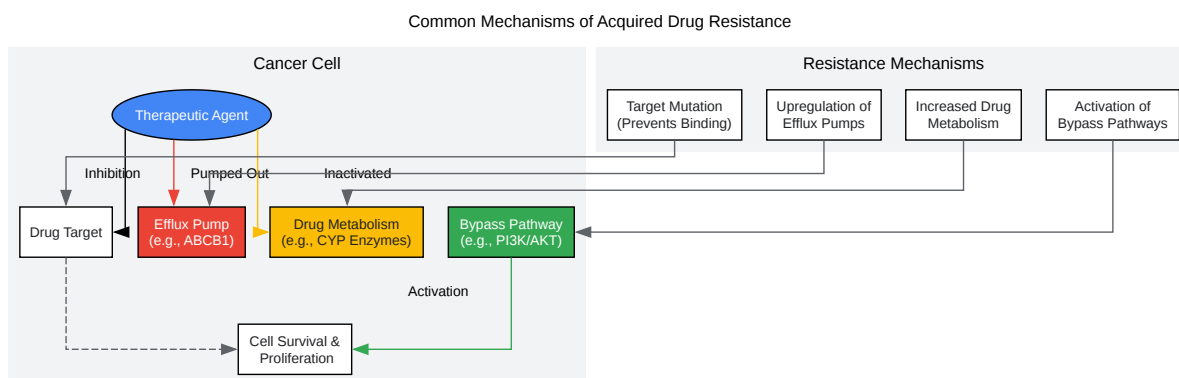 Common Mechanisms of Acquired Drug Resistance
Cancer Cell
Resistance Mechanisms
Therapeutic Agent
Target Mutation
(Prevents Binding)
Upregulation of
Efflux Pumps
Increased Drug
Metabolism
Activation of
Bypass Pathways
Inhibition
Pumped Out
Inactivated
Drug Target
Efflux Pump
(e.g., ABCB1)
Drug Metabolism
(e.g., CYP Enzymes)
Bypass Pathway
(e.g., PI3K/AKT)
Activation
Cell Survival &
Proliferation